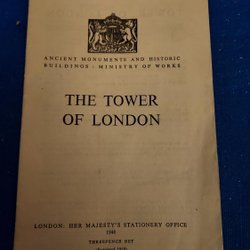 ANCIENT MONUMENTS AND HISTORIC
BUILDINGS : MINISTRY OF WORKS
THE TOWER
OF LONDON
LONDON: HER MAJESTY'S STATIONERY OFFICE
1948
THREEPENCE NET